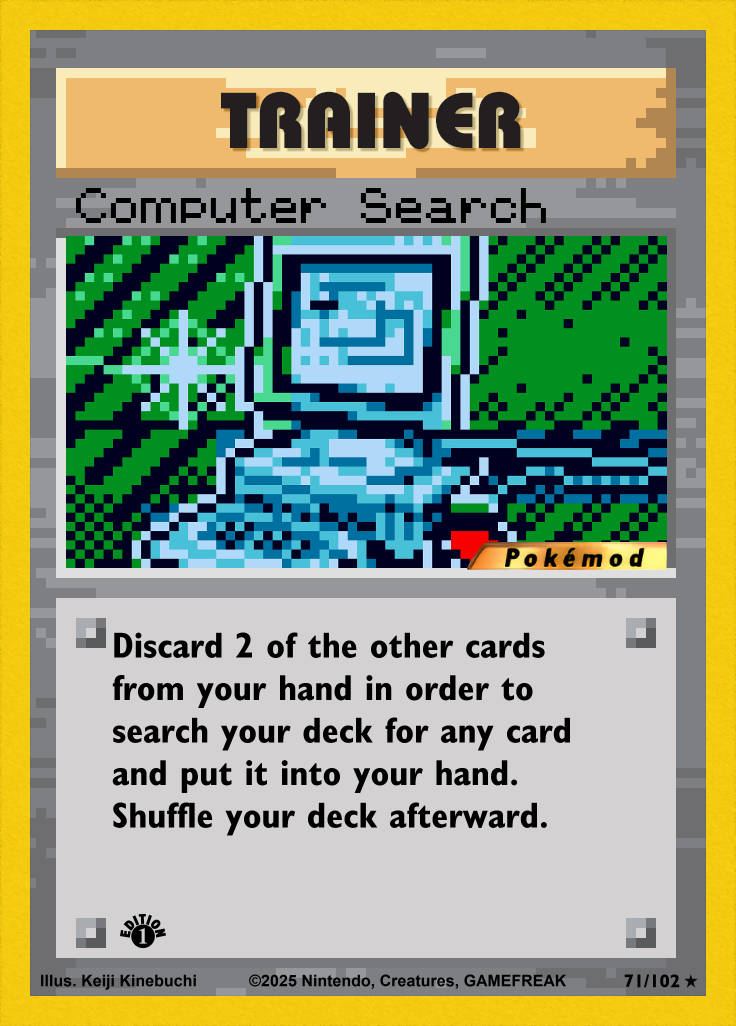 TRAINER
Computer Search
Pokémod
Discard 2 of the other cards
from your hand in order to
search your deck for any card
and put it into your hand.
Shuffle your deck afterward.
EDITION
1
Illus. Keiji Kinebuchi ©2025 Nintendo, Creatures, GAMEFREAK 71/102 ★